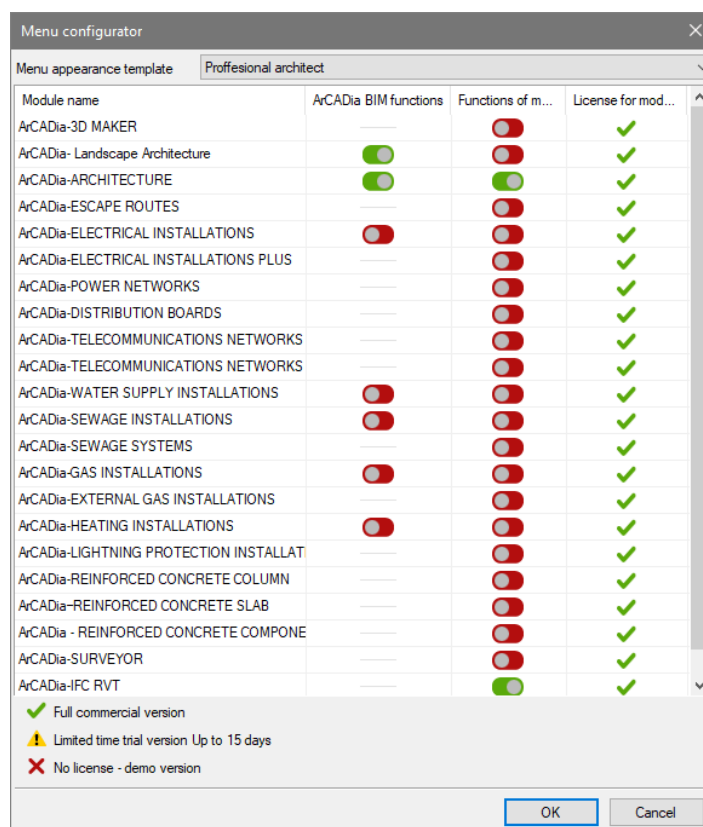 Menu configurator
Menu appearance template Proffesional architect
Module name ArCADia BIM functions Functions of m... License for mod...
ArCADia-3D MAKER
ArCADia- Landscape Architecture
ArCADia-ARCHITECTURE
ArCADia-ESCAPE ROUTES
ArCADia-ELECTRICAL INSTALLATIONS
ArCADia-ELECTRICAL INSTALLATIONS PLUS
ArCADia-POWER NETWORKS
ArCADia-DISTRIBUTION BOARDS
ArCADia-TELECOMMUNICATIONS NETWORKS
ArCADia-TELECOMMUNICATIONS NETWORKS
ArCADia-WATER SUPPLY INSTALLATIONS
ArCADia-SEWAGE INSTALLATIONS
ArCADia-SEWAGE SYSTEMS
ArCADia-GAS INSTALLATIONS
ArCADia-EXTERNAL GAS INSTALLATIONS
ArCADia-HEATING INSTALLATIONS
ArCADia-LIGHTNING PROTECTION INSTALLATI
ArCADia-REINFORCED CONCRETE COLUMN
ArCADia–REINFORCED CONCRETE SLAB
ArCADia - REINFORCED CONCRETE COMPONE
ArCADia-SURVEYOR
ArCADia-IFC RVT
Full commercial version
Limited time trial version Up to 15 days
No license - demo version
OK Cancel